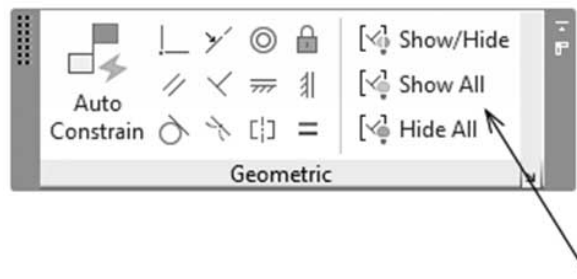 Auto
Constrain
Show/Hide
Show All
Hide All
Geometric